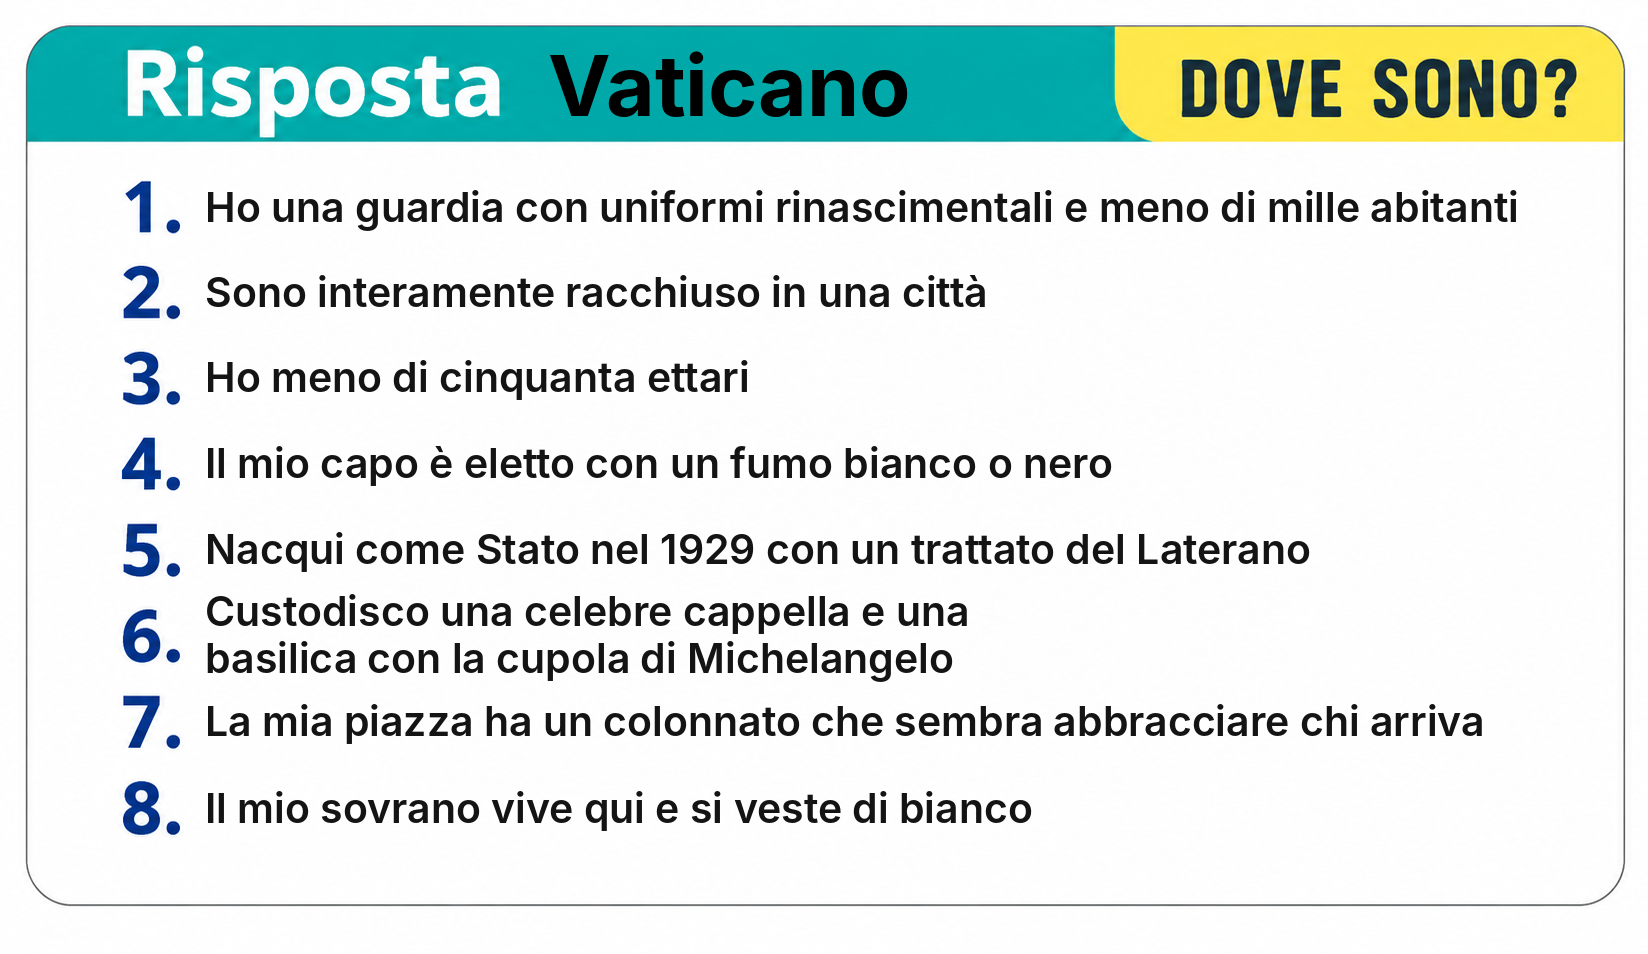 Risposta Vaticano
DOVE SONO?
1. Ho una guardia con uniformi rinascimentali e meno di mille abitanti
2. Sono interamente racchiuso in una città
3. Ho meno di cinquanta ettari
4. Il mio capo è eletto con un fumo bianco o nero
5. Nacqui come Stato nel 1929 con un trattato del Laterano
6. Custodisco una celebre cappella e una
basilica con la cupola di Michelangelo
7. La mia piazza ha un colonnato che sembra abbracciare chi arriva
8. Il mio sovrano vive qui e si veste di bianco